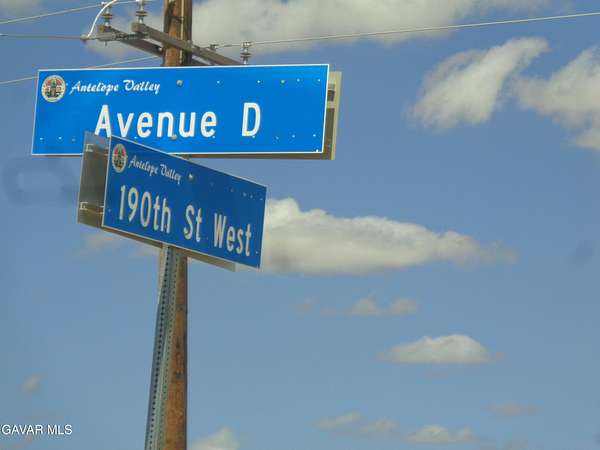 Antelope Valley
Avenue D
Antelope Valley
190th St West
GAVAR MLS